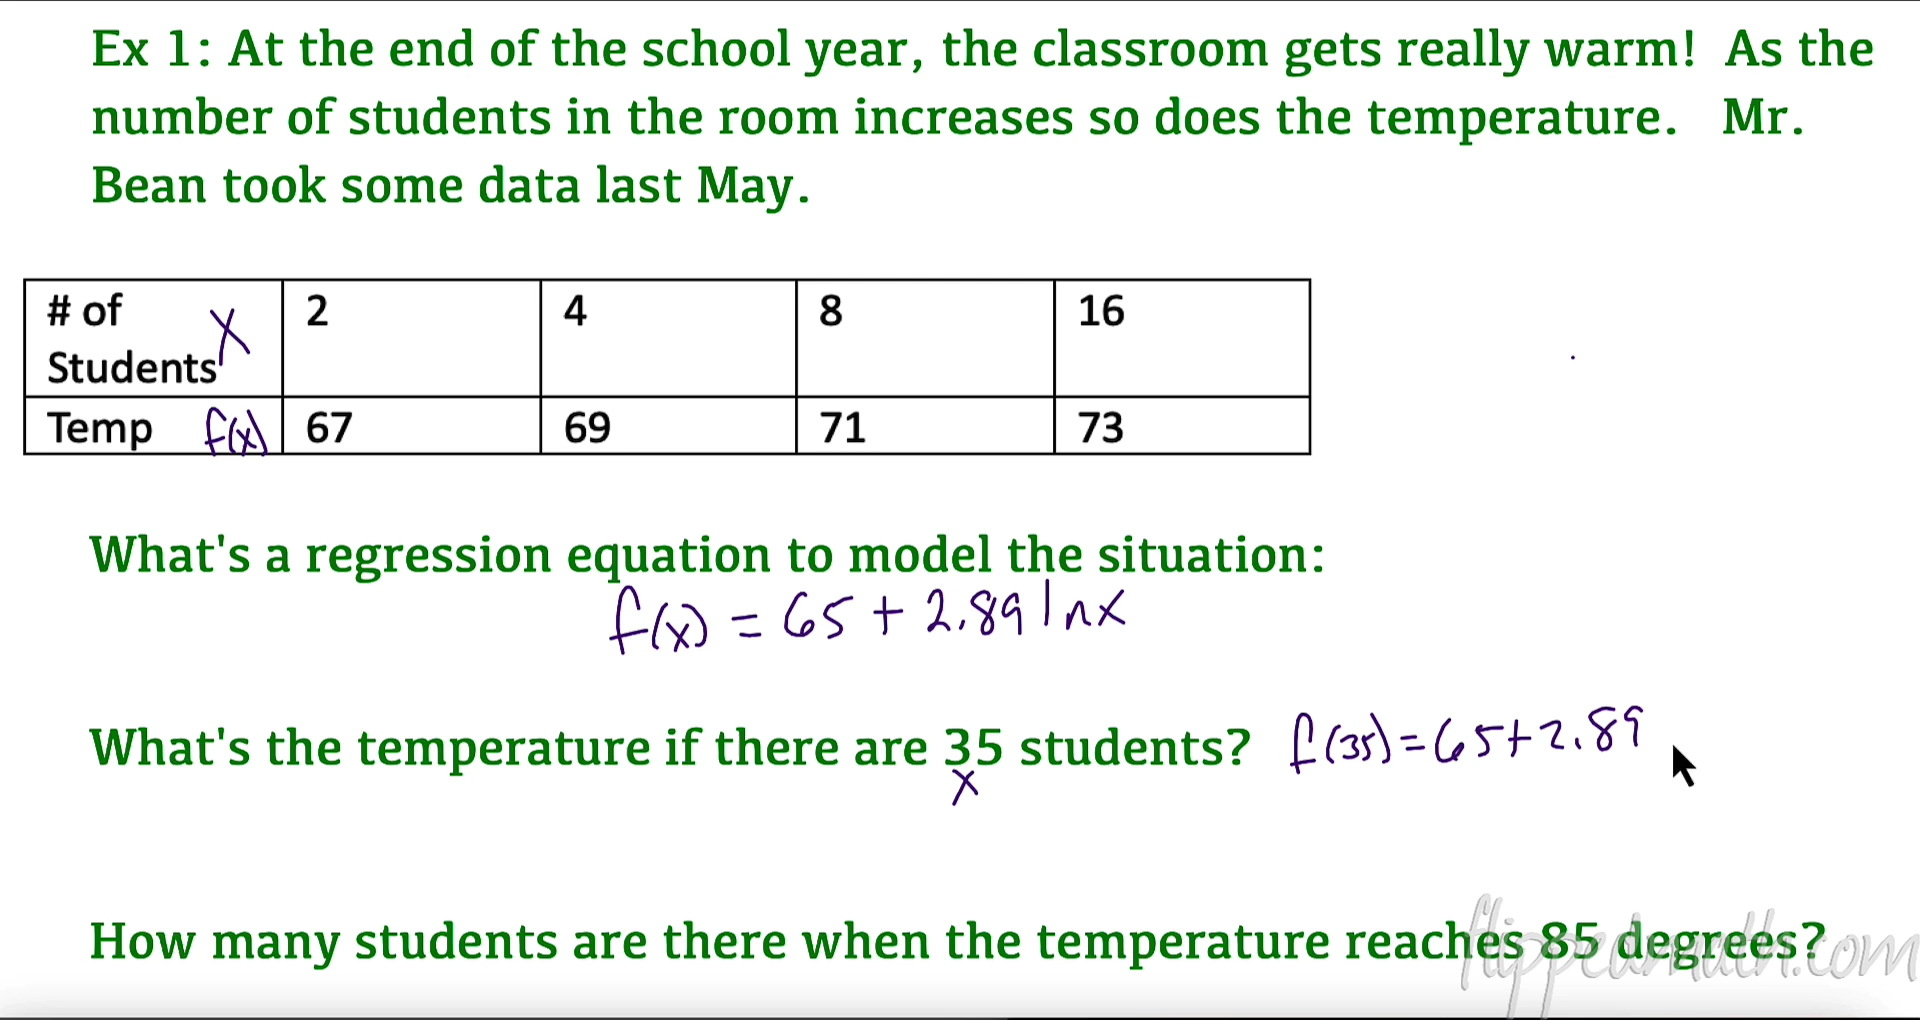 Ex 1: At the end of the school year, the classroom gets really warm! As the
number of students in the room increases so does the temperature. Mr.
Bean took some data last May.
# of Students X 2 4 8 16
Temp f(x) 67 69 71 73
What's a regression equation to model the situation:
f(x) = 65 + 2.89 ln x
What's the temperature if there are 35 students? f(35) = 65 + 2.89
x
How many students are there when the temperature reaches 85 degrees?
flippedmath.com